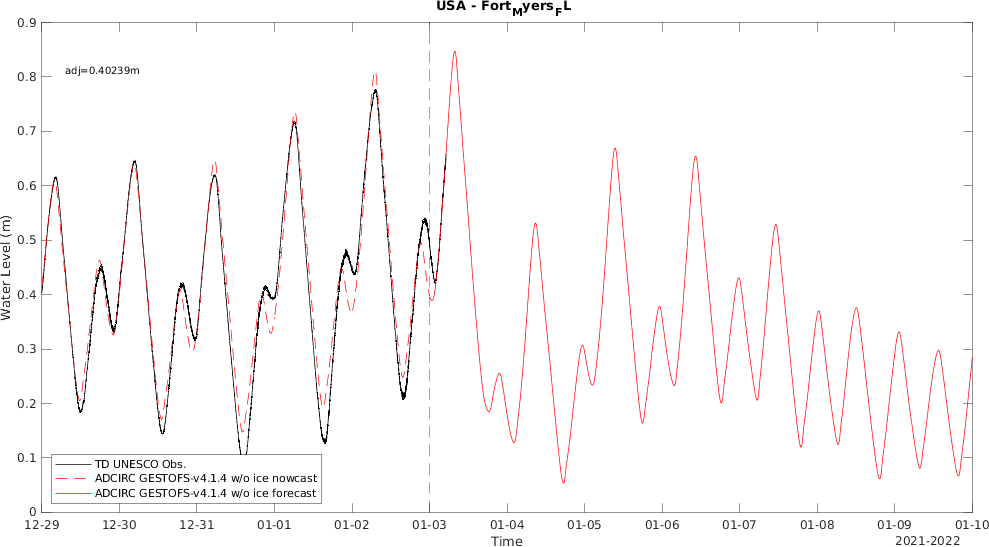 USA - Fort_Myers_FL
adj=0.40239m
0.9
0.8
0.7
0.6
0.5
0.4
0.3
0.2
0.1
0
Water Level (m)
TD UNESCO Obs.
ADCIRC GESTOFS-v4.1.4 w/o ice nowcast
ADCIRC GESTOFS-v4.1.4 w/o ice forecast
12-29 12-30 12-31 01-01 01-02 01-03 01-04 01-05 01-06 01-07 01-08 01-09 01-10
Time
2021-2022